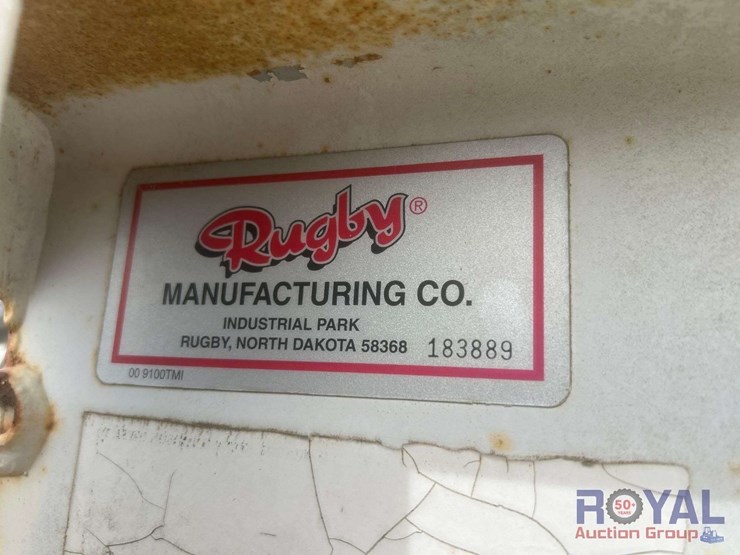 Rugby®
MANUFACTURING CO.
INDUSTRIAL PARK
RUGBY, NORTH DAKOTA 58368 183889
00 9100TMI
ROYAL
50+
YEARS
Auction Group